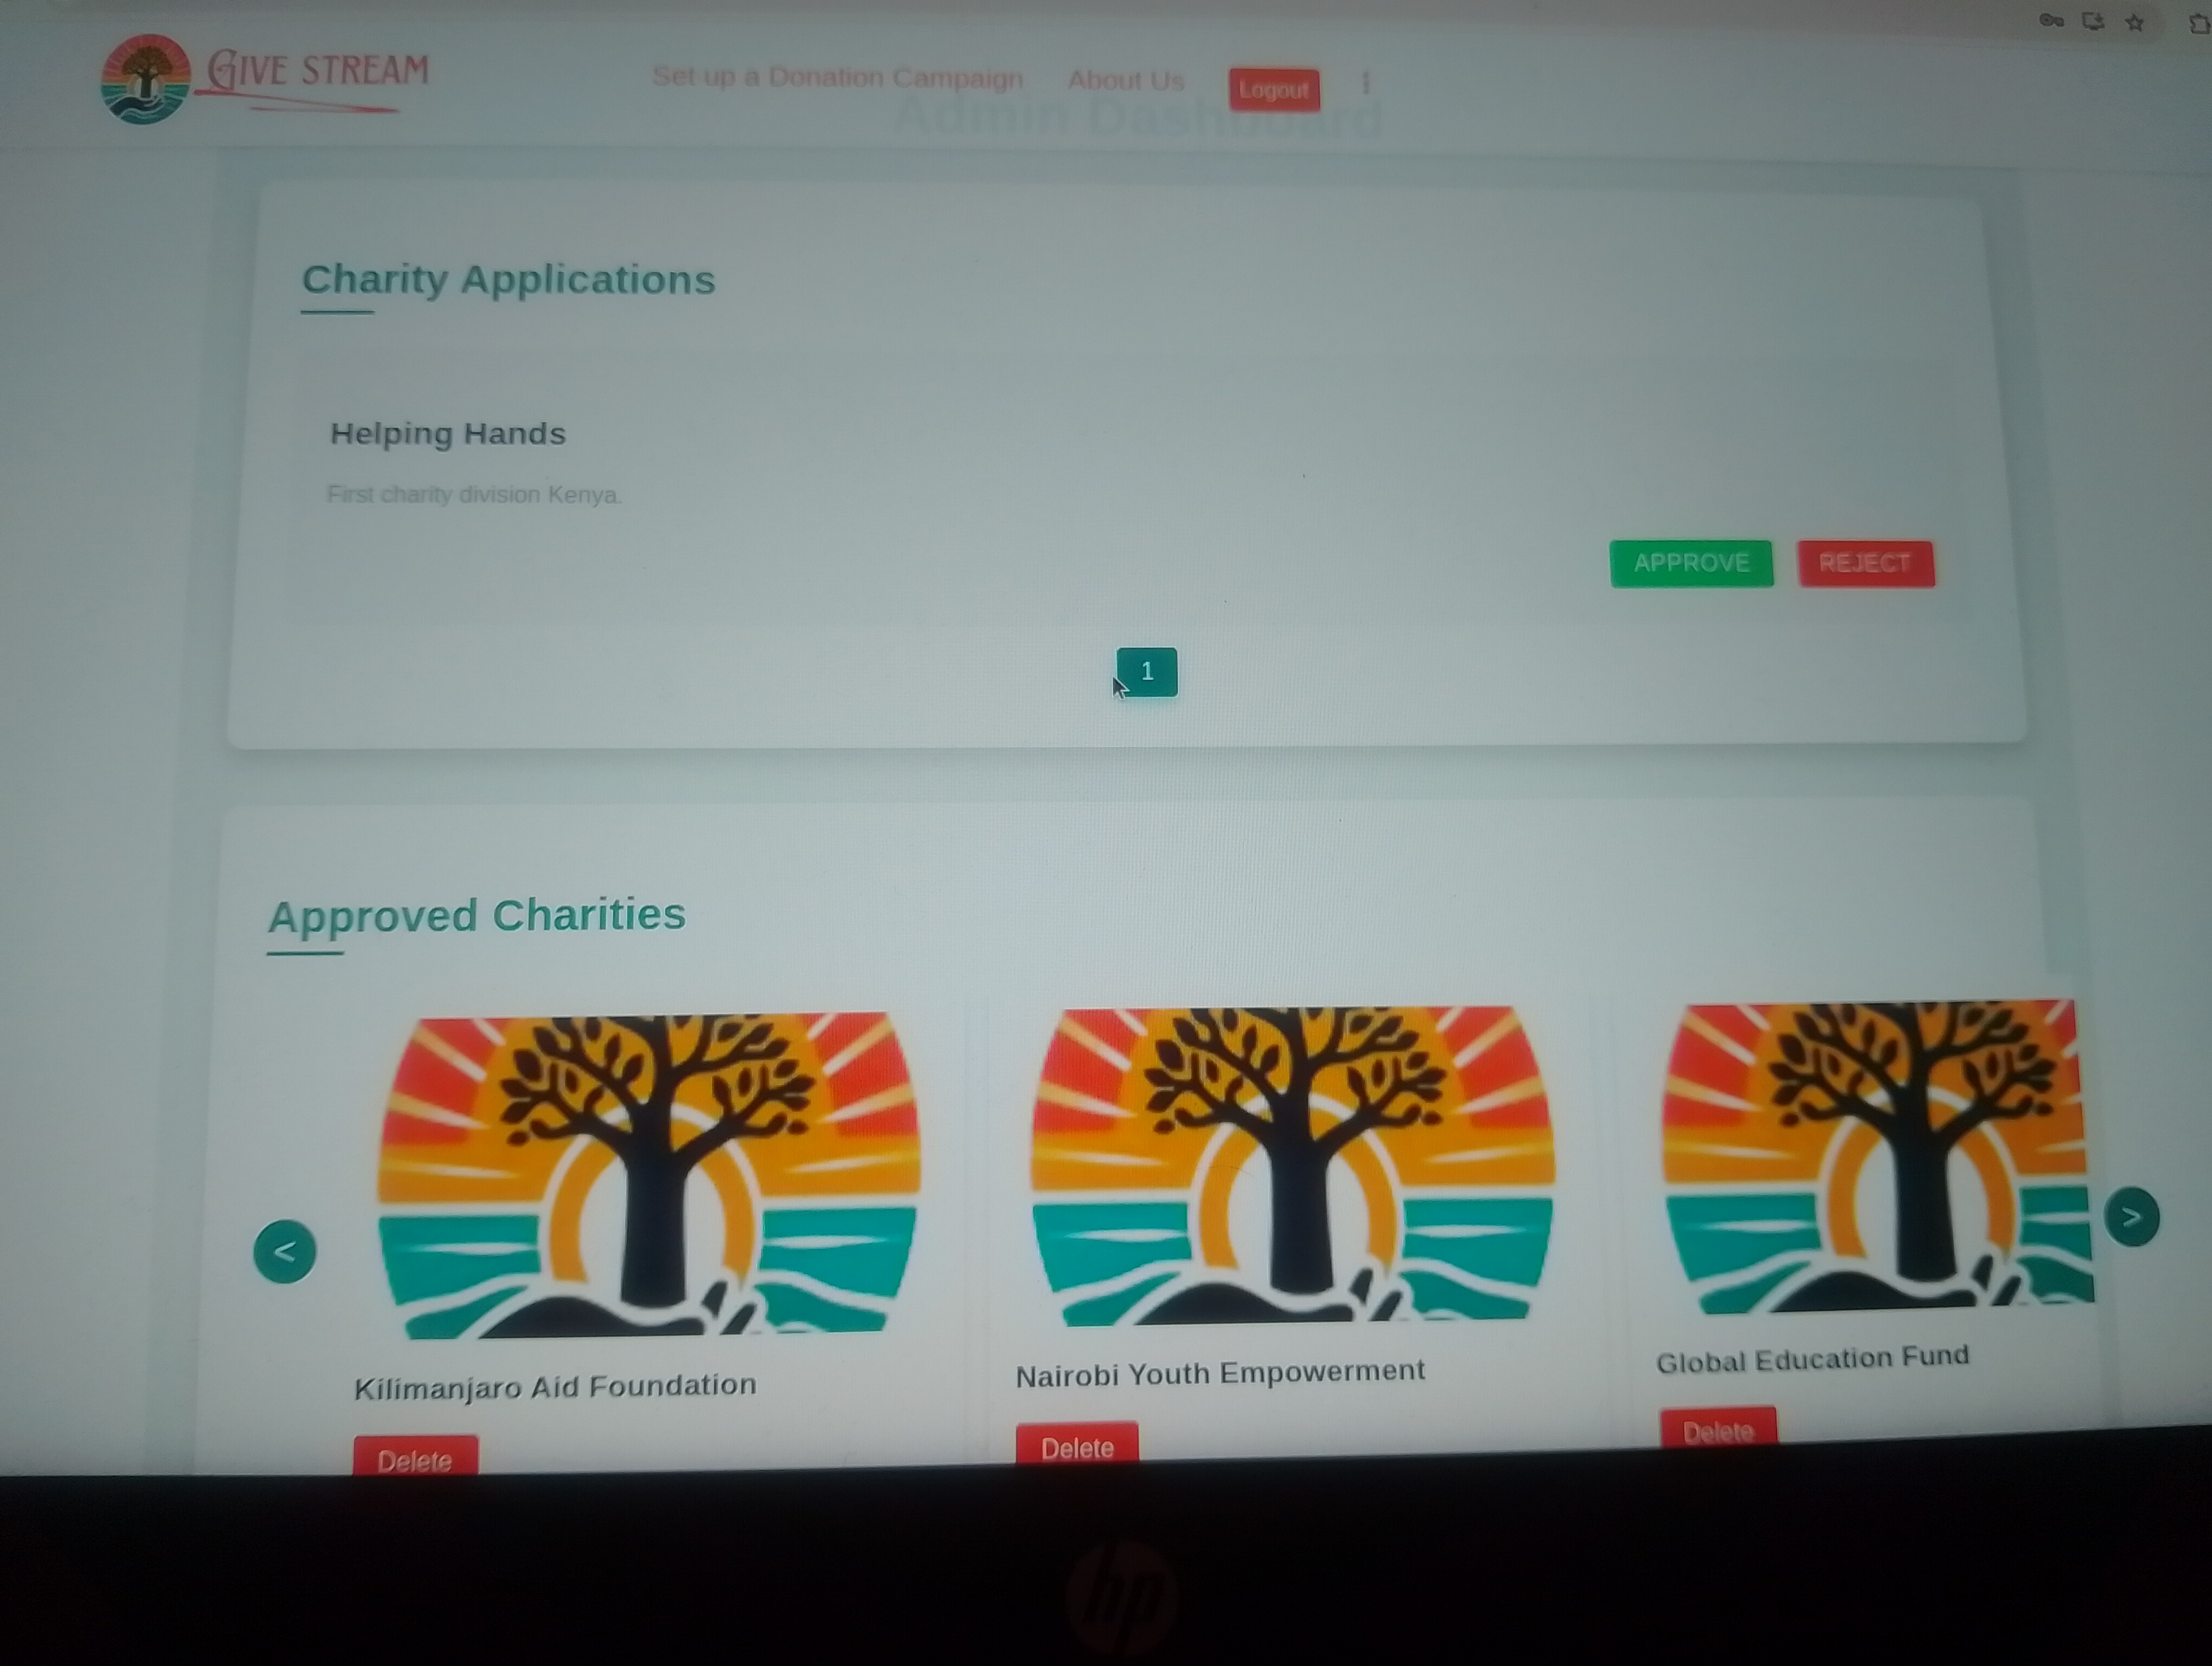 GIVE STREAM
Set up a Donation Campaign
About Us
Logout
Admin Dashboard
Charity Applications
Helping Hands
First charity division Kenya.
APPROVE
REJECT
1
Approved Charities
<
>
Kilimanjaro Aid Foundation
Nairobi Youth Empowerment
Global Education Fund
Delete
Delete
Delete
hp